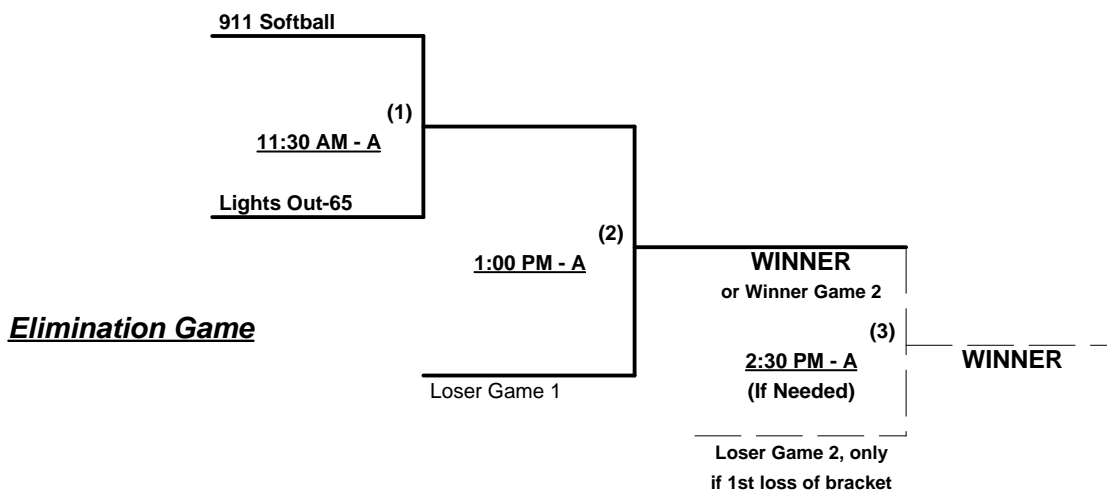 911 Softball
(1)
11:30 AM - A
Lights Out-65
(2)
1:00 PM - A
WINNER
or Winner Game 2
Elimination Game
(3)
2:30 PM - A
WINNER
(If Needed)
Loser Game 1
Loser Game 2, only
if 1st loss of bracket